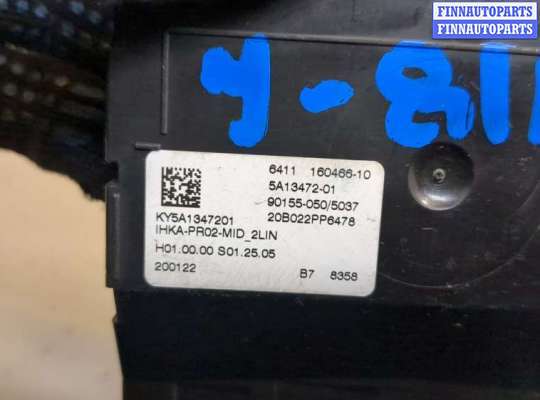 FINNAUTOPARTS
FINNAUTOPARTS
6411 160466-10
5A13472-01
90155-050/5037
KY5A1347201 20B022PP6478
IHKA-PR02-MID_2LIN
H01.00.00 S01.25.05
200122 B7 8358